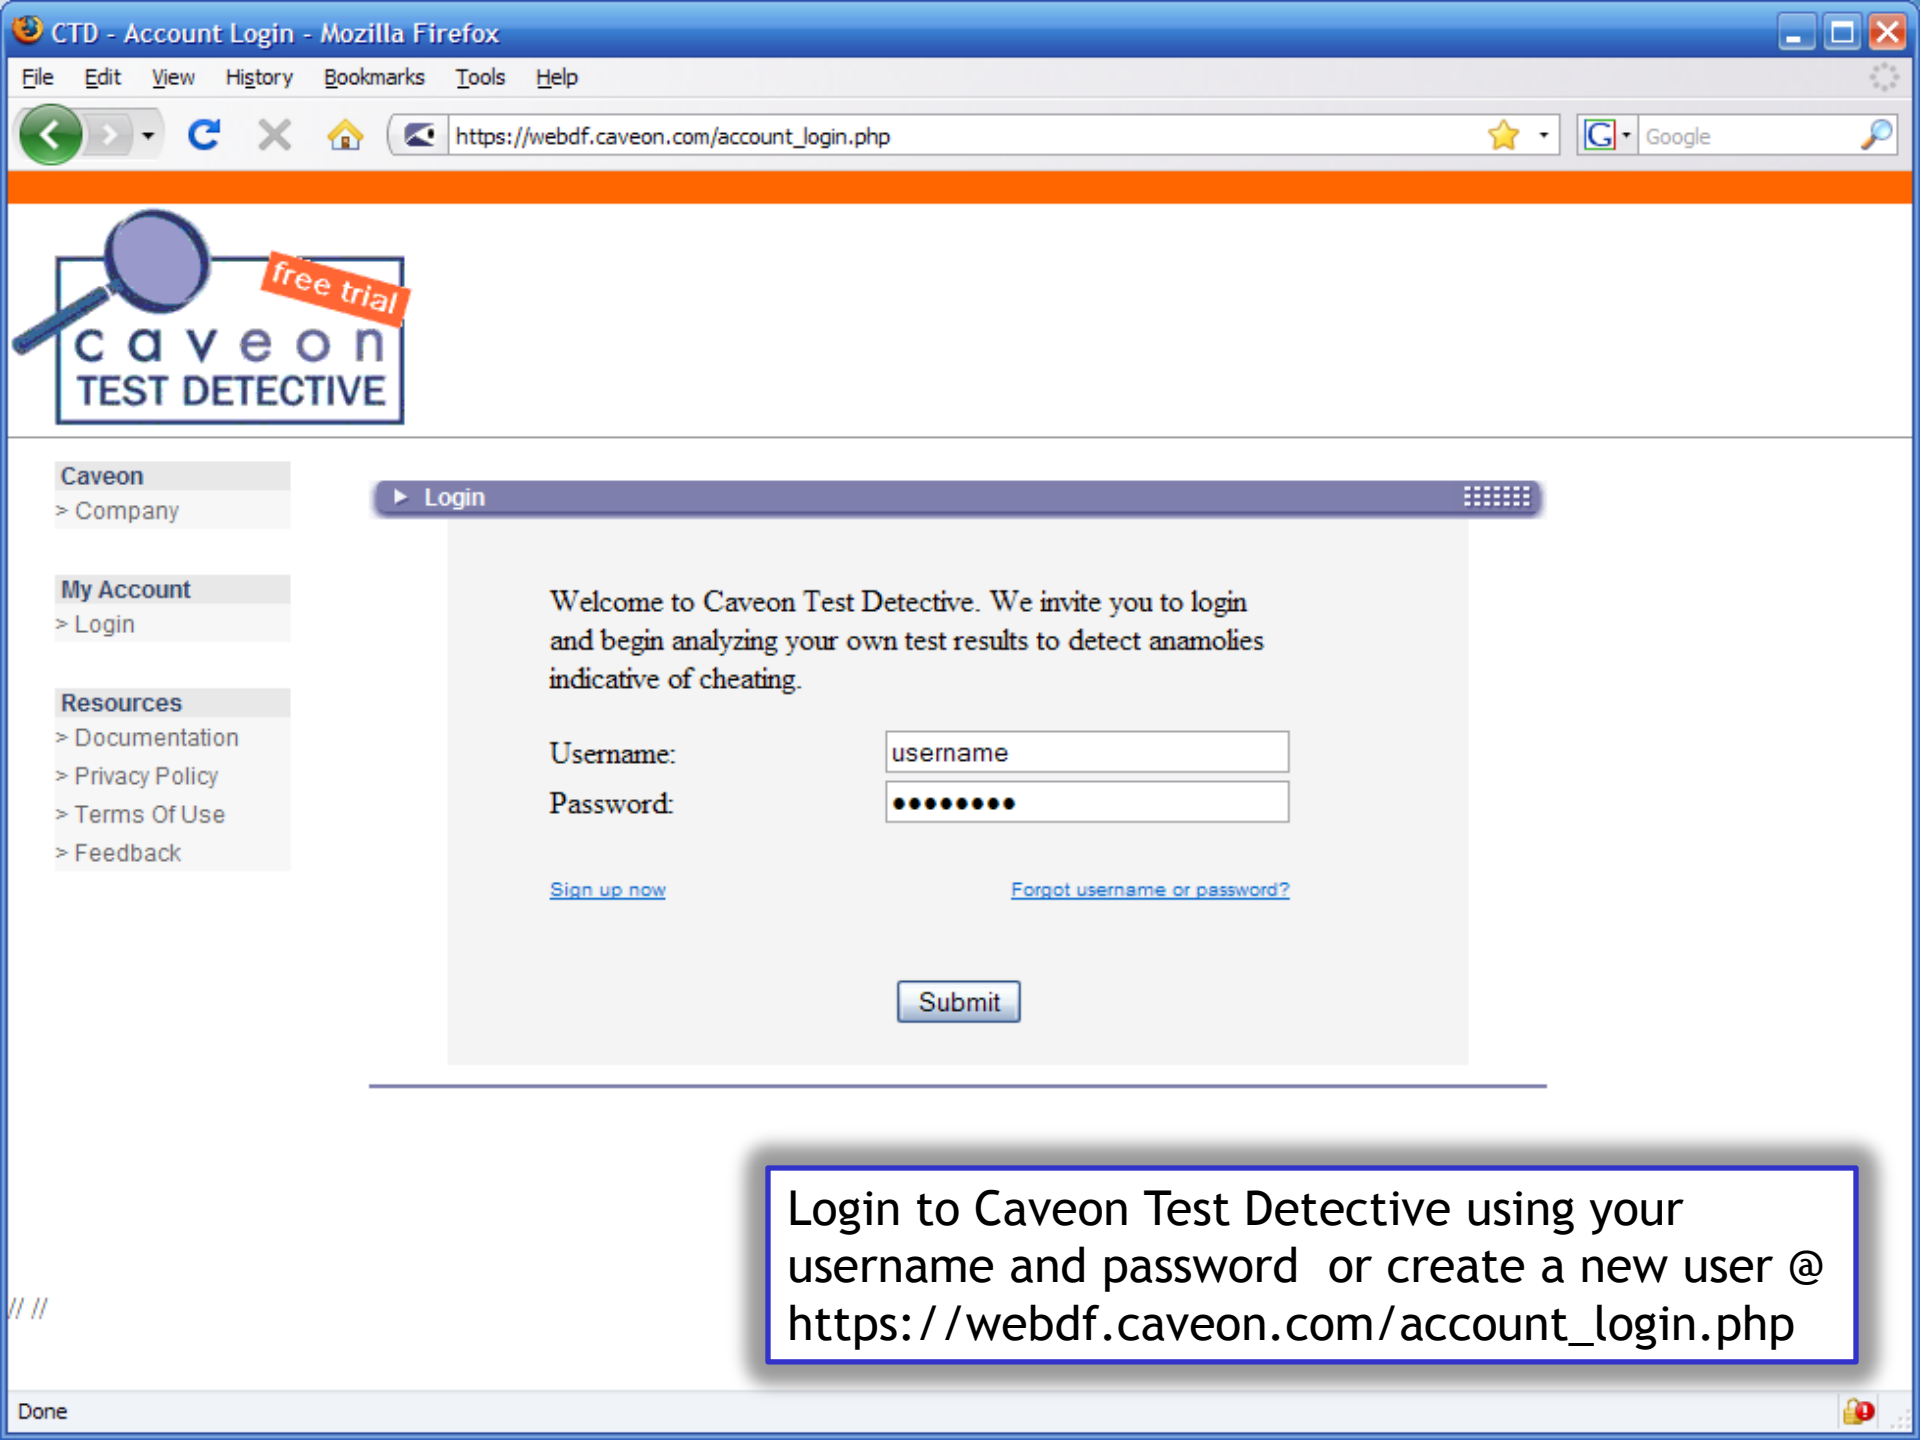 CTD - Account Login - Mozilla Firefox
File Edit View History Bookmarks Tools Help
https://webdf.caveon.com/account_login.php
G Google
free trial
caveon
TEST DETECTIVE
Caveon
> Company
My Account
> Login
Resources
> Documentation
> Privacy Policy
> Terms Of Use
> Feedback
Login
Welcome to Caveon Test Detective. We invite you to login
and begin analyzing your own test results to detect anamolies
indicative of cheating.
Username: username
Password: ••••••••
Sign up now Forgot username or password?
Submit
Login to Caveon Test Detective using your
username and password  or create a new user @
https://webdf.caveon.com/account_login.php
// //
Done